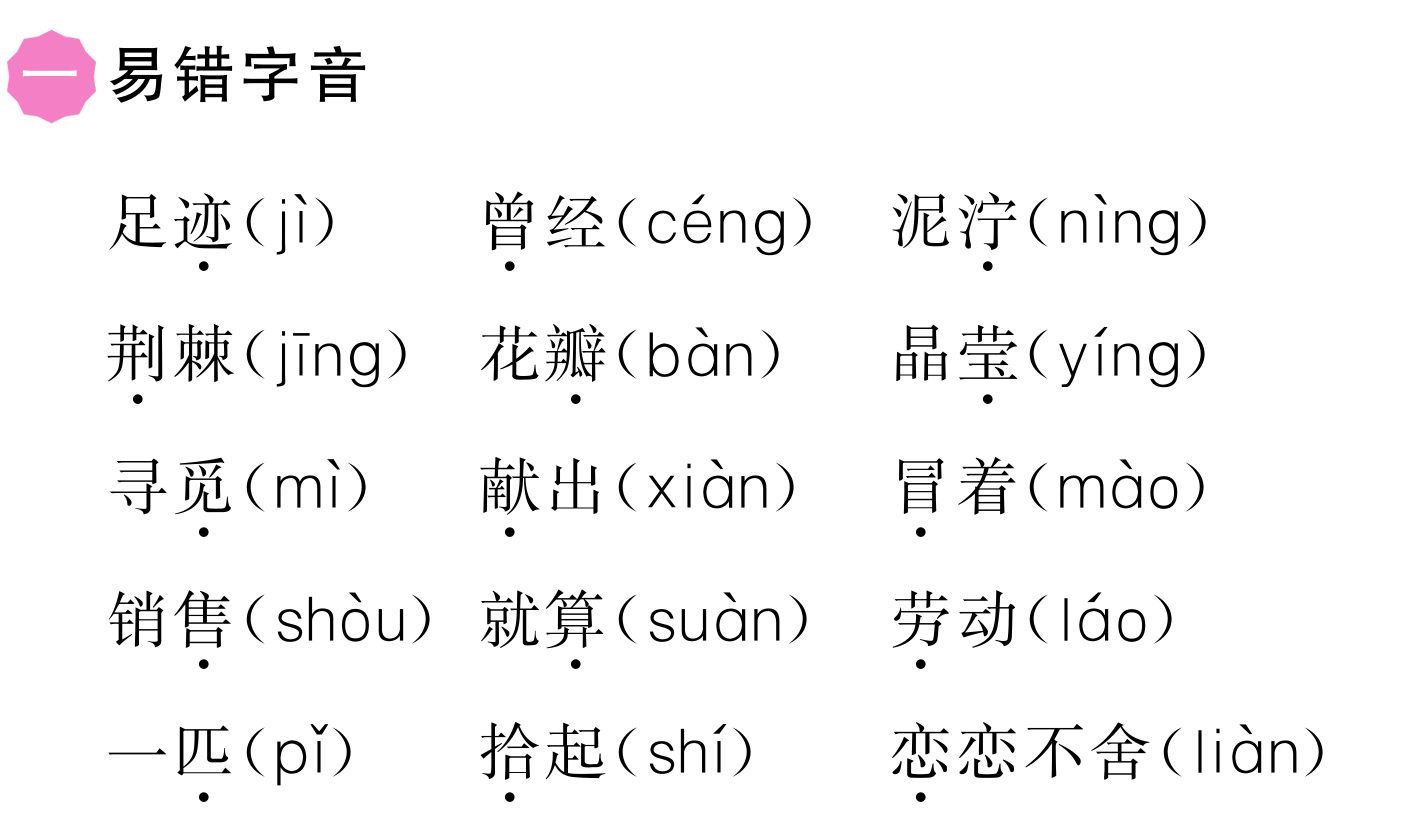 一 易错字音
足迹(jì) 曾经(céng) 泥泞(nìng)
荆棘(jīng) 花瓣(bàn) 晶莹(yíng)
寻觅(mì) 献出(xiàn) 冒着(mào)
销售(shòu) 就算(suàn) 劳动(láo)
一匹(pǐ) 拾起(shí) 恋恋不舍(liàn)